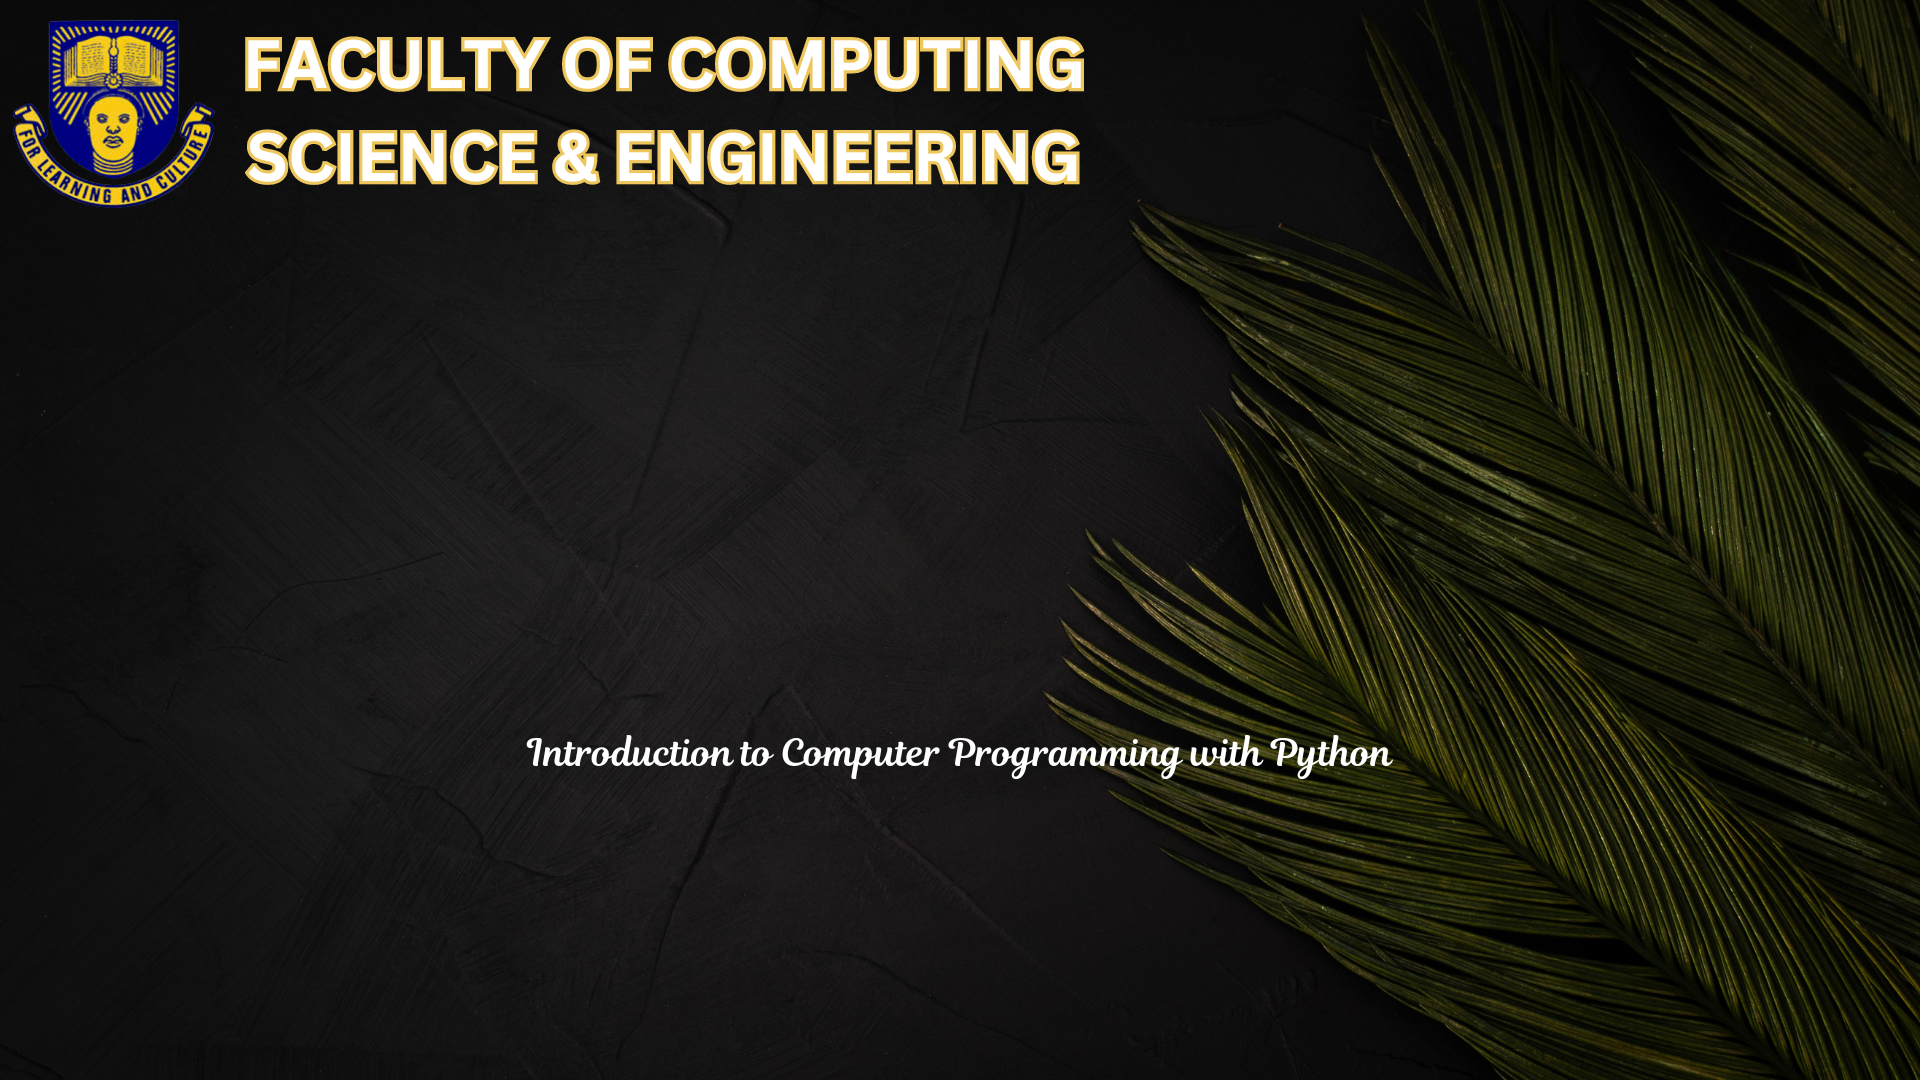 FOR LEARNING AND CULTURE
FACULTY OF COMPUTING
SCIENCE & ENGINEERING
Introduction to Computer Programming with Python